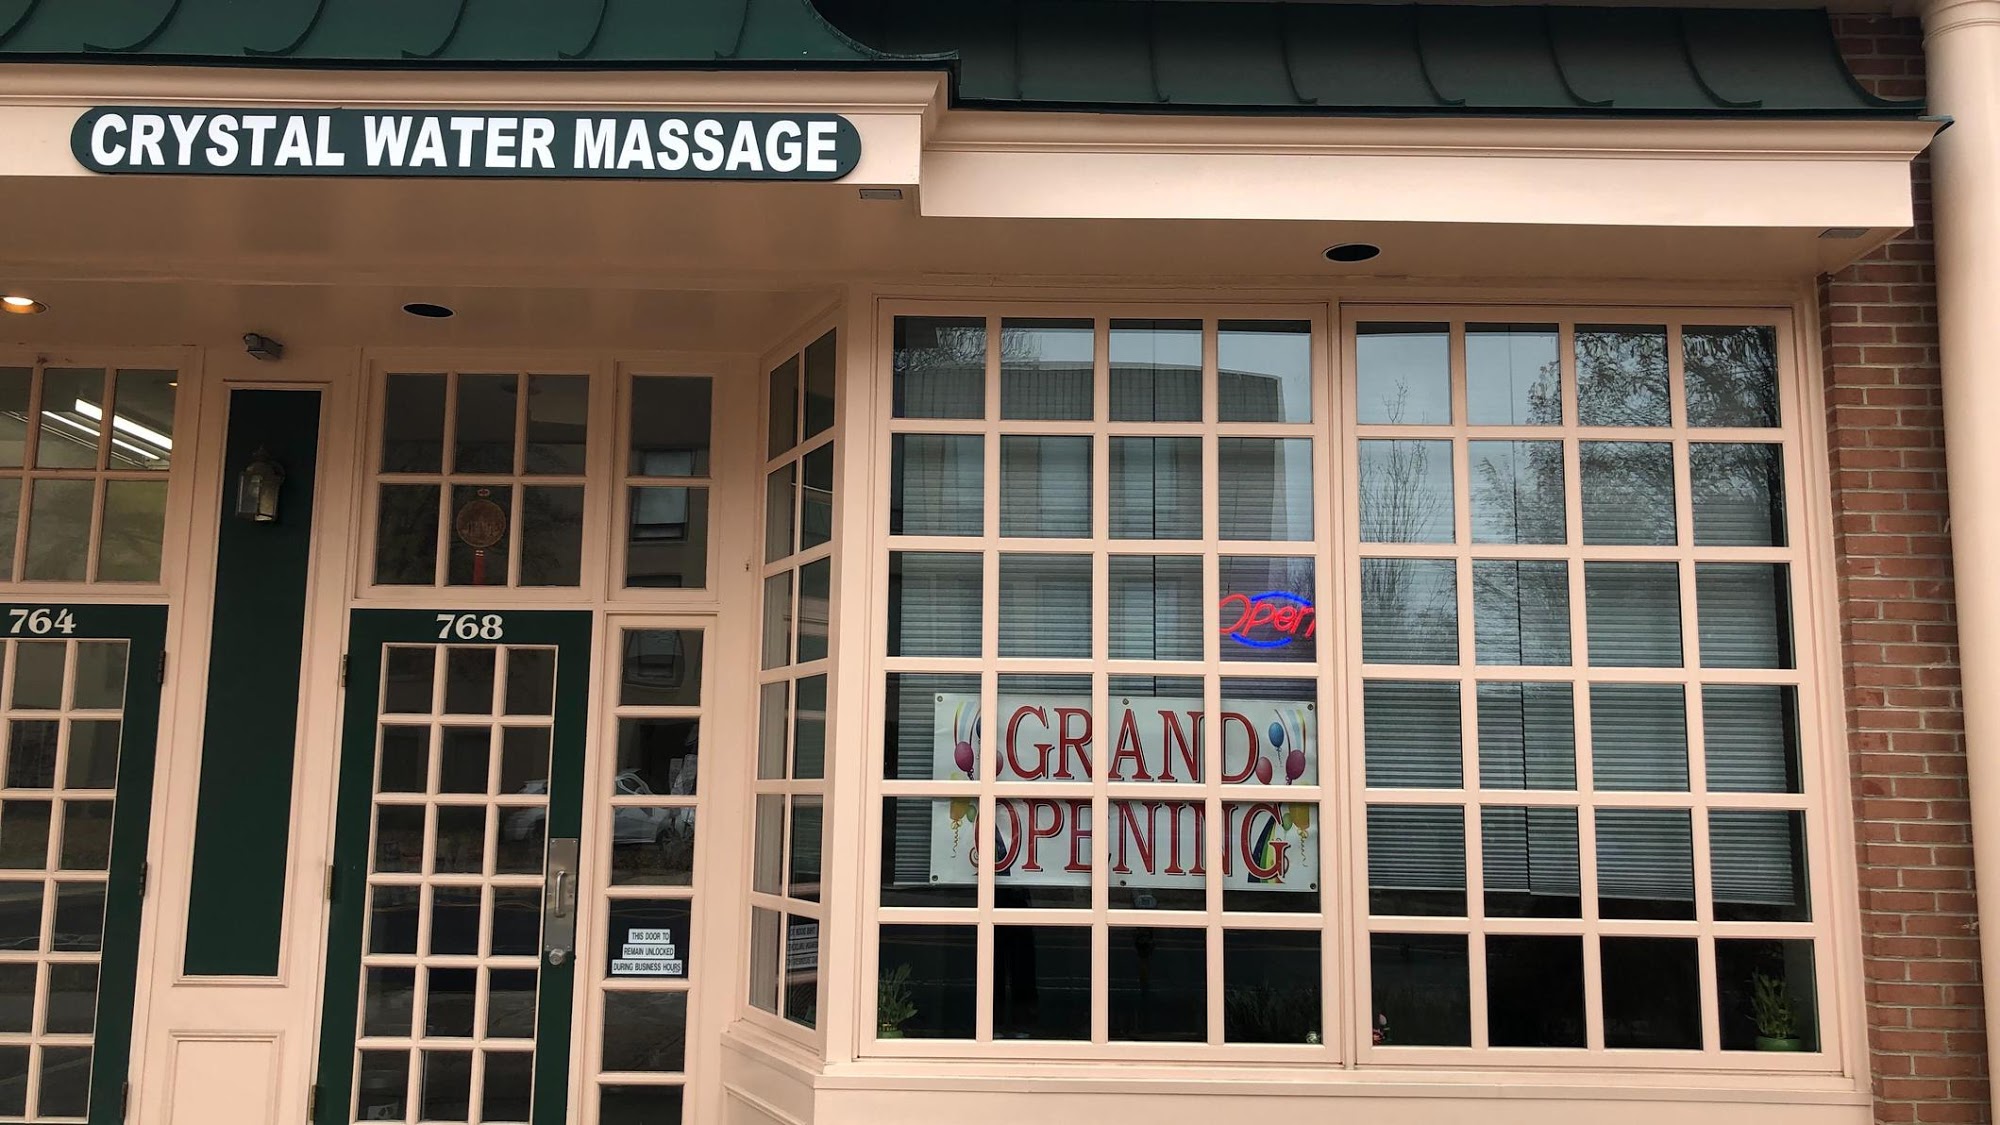 CRYSTAL WATER MASSAGE
764
768
Open
GRAND
OPENING
THIS DOOR TO
REMAIN UNLOCKED
DURING BUSINESS HOURS